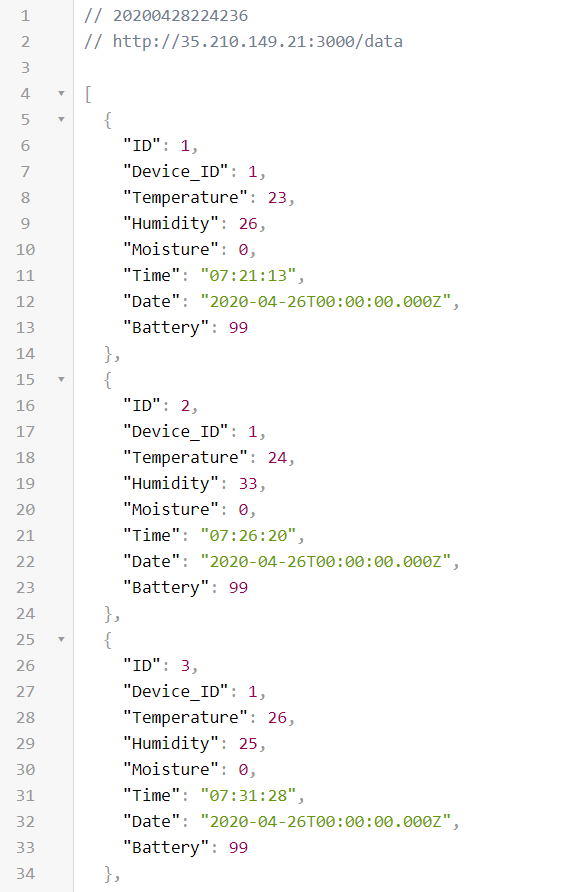 1 // 20200428224236
2 // http://35.210.149.21:3000/data
3
4 [
5 {
6 "ID": 1,
7 "Device_ID": 1,
8 "Temperature": 23,
9 "Humidity": 26,
10 "Moisture": 0,
11 "Time": "07:21:13",
12 "Date": "2020-04-26T00:00:00.000Z",
13 "Battery": 99
14 },
15 {
16 "ID": 2,
17 "Device_ID": 1,
18 "Temperature": 24,
19 "Humidity": 33,
20 "Moisture": 0,
21 "Time": "07:26:20",
22 "Date": "2020-04-26T00:00:00.000Z",
23 "Battery": 99
24 },
25 {
26 "ID": 3,
27 "Device_ID": 1,
28 "Temperature": 26,
29 "Humidity": 25,
30 "Moisture": 0,
31 "Time": "07:31:28",
32 "Date": "2020-04-26T00:00:00.000Z",
33 "Battery": 99
34 },